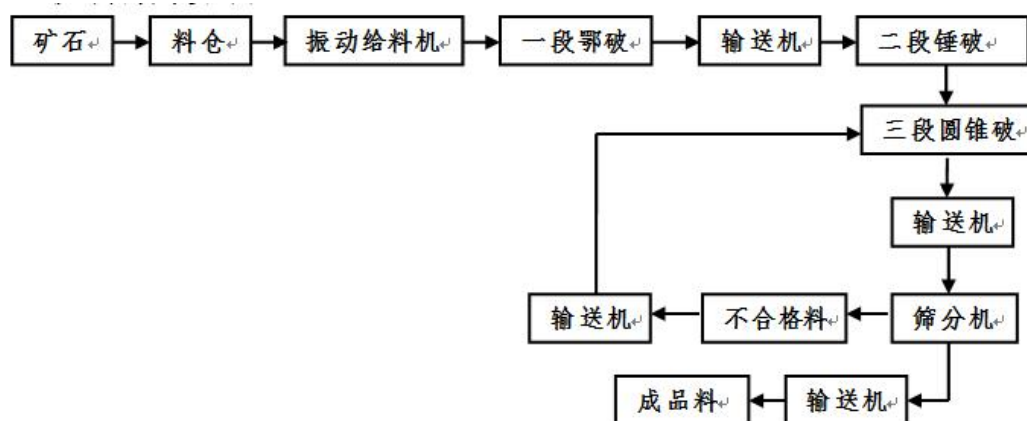 矿石
料仓
振动给料机
一段鄂破
输送机
二段锤破
三段圆锥破
输送机
输送机
不合格料
筛分机
成品料
输送机